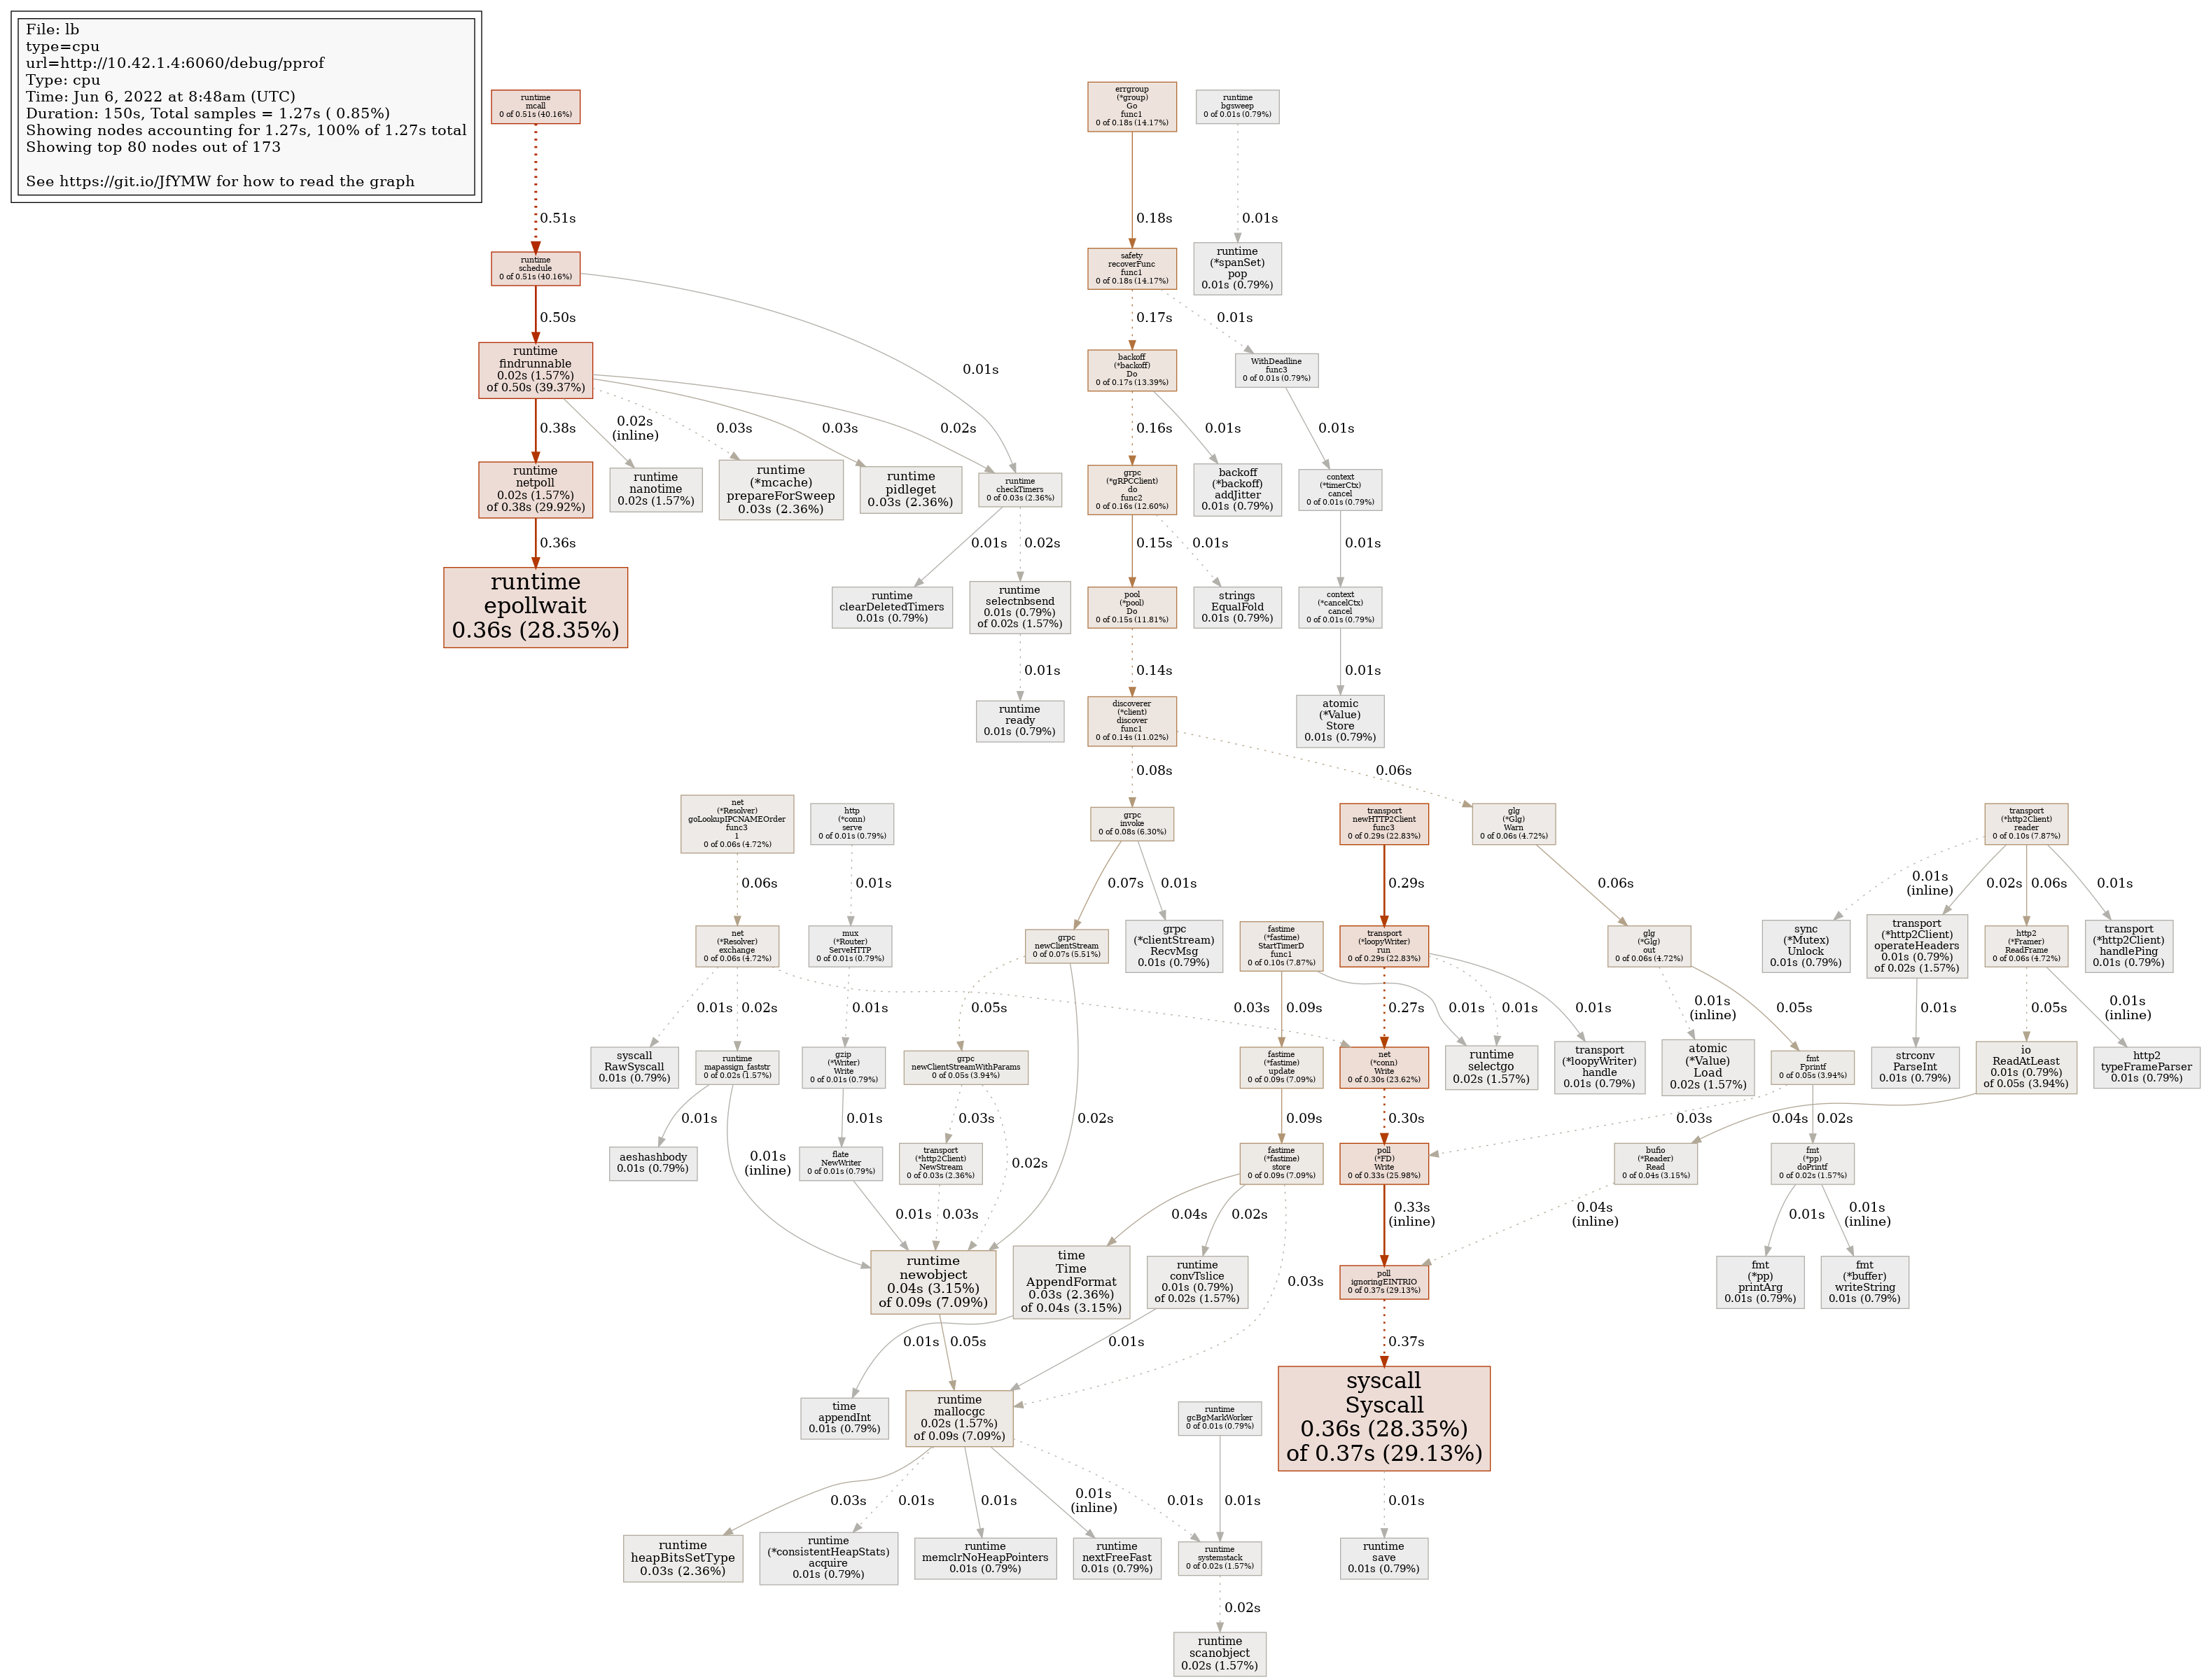 File: lb
type=cpu
url=http://10.42.1.4:6060/debug/pprof
Type: cpu
Time: Jun 6, 2022 at 8:48am (UTC)
Duration: 150s, Total samples = 1.27s ( 0.85%)
Showing nodes accounting for 1.27s, 100% of 1.27s total
Showing top 80 nodes out of 173
See https://git.io/JfYMW for how to read the graph
runtime
mcall
0 of 0.51s (40.16%)
errgroup
(*group)
Go
func1
0 of 0.18s (14.17%)
runtime
bgsweep
0 of 0.01s (0.79%)
0.51s
0.18s
0.01s
runtime
schedule
0 of 0.51s (40.16%)
safety
recoverFunc
func1
0 of 0.18s (14.17%)
runtime
(*spanSet)
pop
0.01s (0.79%)
0.50s
0.17s
0.01s
0.01s
runtime
findrunnable
0.02s (1.57%)
of 0.50s (39.37%)
backoff
(*backoff)
Do
0 of 0.17s (13.39%)
WithDeadline
func3
0 of 0.01s (0.79%)
0.38s
0.02s
(inline)
0.03s
0.03s
0.02s
0.16s
0.01s
0.01s
runtime
netpoll
0.02s (1.57%)
of 0.38s (29.92%)
runtime
nanotime
0.02s (1.57%)
runtime
(*mcache)
prepareForSweep
0.03s (2.36%)
runtime
pidleget
0.03s (2.36%)
runtime
checkTimers
0 of 0.03s (2.36%)
grpc
(*gRPCClient)
do
func2
0 of 0.16s (12.60%)
backoff
(*backoff)
addJitter
0.01s (0.79%)
context
(*timerCtx)
cancel
0 of 0.01s (0.79%)
0.36s
0.01s
0.02s
0.15s
0.01s
0.01s
runtime
epollwait
0.36s (28.35%)
runtime
clearDeletedTimers
0.01s (0.79%)
runtime
selectnbsend
0.01s (0.79%)
of 0.02s (1.57%)
pool
(*pool)
Do
0 of 0.15s (11.81%)
strings
EqualFold
0.01s (0.79%)
context
(*cancelCtx)
cancel
0 of 0.01s (0.79%)
0.01s
0.14s
0.01s
runtime
ready
0.01s (0.79%)
discoverer
(*client)
discover
func1
0 of 0.14s (11.02%)
atomic
(*Value)
Store
0.01s (0.79%)
0.08s
0.06s
net
(*Resolver)
goLookupIPCNAMEOrder
func3
1
0 of 0.06s (4.72%)
http
(*conn)
serve
0 of 0.01s (0.79%)
grpc
invoke
0 of 0.08s (6.30%)
transport
newHTTP2Client
func3
0 of 0.29s (22.83%)
glg
(*Glg)
Warn
0 of 0.06s (4.72%)
transport
(*http2Client)
reader
0 of 0.10s (7.87%)
0.06s
0.01s
0.07s
0.01s
0.29s
0.06s
0.01s
(inline)
0.02s
0.06s
0.01s
net
(*Resolver)
exchange
0 of 0.06s (4.72%)
mux
(*Router)
ServeHTTP
0 of 0.01s (0.79%)
grpc
newClientStream
0 of 0.07s (5.51%)
grpc
(*clientStream)
RecvMsg
0.01s (0.79%)
fastime
(*fastime)
StartTimerD
func1
0 of 0.10s (7.87%)
transport
(*loopyWriter)
run
0 of 0.29s (22.83%)
glg
(*Glg)
out
0 of 0.06s (4.72%)
sync
(*Mutex)
Unlock
0.01s (0.79%)
transport
(*http2Client)
operateHeaders
0.01s (0.79%)
of 0.02s (1.57%)
http2
(*Framer)
ReadFrame
0 of 0.06s (4.72%)
transport
(*http2Client)
handlePing
0.01s (0.79%)
0.01s
0.02s
0.03s
0.01s
0.05s
0.09s
0.01s
0.27s
0.01s
0.01s
0.01s
(inline)
0.05s
0.01s
0.05s
0.01s
(inline)
syscall
RawSyscall
0.01s (0.79%)
runtime
mapassign_faststr
0 of 0.02s (1.57%)
gzip
(*Writer)
Write
0 of 0.01s (0.79%)
grpc
newClientStreamWithParams
0 of 0.05s (3.94%)
fastime
(*fastime)
update
0 of 0.09s (7.09%)
net
(*conn)
Write
0 of 0.30s (23.62%)
runtime
selectgo
0.02s (1.57%)
transport
(*loopyWriter)
handle
0.01s (0.79%)
atomic
(*Value)
Load
0.02s (1.57%)
fmt
Fprintf
0 of 0.05s (3.94%)
strconv
ParseInt
0.01s (0.79%)
io
ReadAtLeast
0.01s (0.79%)
of 0.05s (3.94%)
http2
typeFrameParser
0.01s (0.79%)
0.01s
0.01s
(inline)
0.01s
0.03s
0.02s
0.02s
0.09s
0.30s
0.03s
0.04s
0.02s
aeshashbody
0.01s (0.79%)
flate
NewWriter
0 of 0.01s (0.79%)
transport
(*http2Client)
NewStream
0 of 0.03s (2.36%)
fastime
(*fastime)
store
0 of 0.09s (7.09%)
poll
(*FD)
Write
0 of 0.33s (25.98%)
bufio
(*Reader)
Read
0 of 0.04s (3.15%)
fmt
(*pp)
doPrintf
0 of 0.02s (1.57%)
0.01s
0.03s
0.04s
0.02s
0.03s
0.33s
(inline)
0.04s
(inline)
0.01s
0.01s
(inline)
runtime
newobject
0.04s (3.15%)
of 0.09s (7.09%)
time
Time
AppendFormat
0.03s (2.36%)
of 0.04s (3.15%)
runtime
convTslice
0.01s (0.79%)
of 0.02s (1.57%)
poll
ignoringEINTRIO
0 of 0.37s (29.13%)
fmt
(*pp)
printArg
0.01s (0.79%)
fmt
(*buffer)
writeString
0.01s (0.79%)
0.01s
0.05s
0.01s
0.37s
time
appendInt
0.01s (0.79%)
runtime
mallocgc
0.02s (1.57%)
of 0.09s (7.09%)
runtime
gcBgMarkWorker
0 of 0.01s (0.79%)
syscall
Syscall
0.36s (28.35%)
of 0.37s (29.13%)
0.03s
0.01s
0.01s
0.01s
(inline)
0.01s
0.01s
0.01s
runtime
heapBitsSetType
0.03s (2.36%)
runtime
(*consistentHeapStats)
acquire
0.01s (0.79%)
runtime
memclrNoHeapPointers
0.01s (0.79%)
runtime
nextFreeFast
0.01s (0.79%)
runtime
systemstack
0 of 0.02s (1.57%)
runtime
save
0.01s (0.79%)
0.02s
runtime
scanobject
0.02s (1.57%)